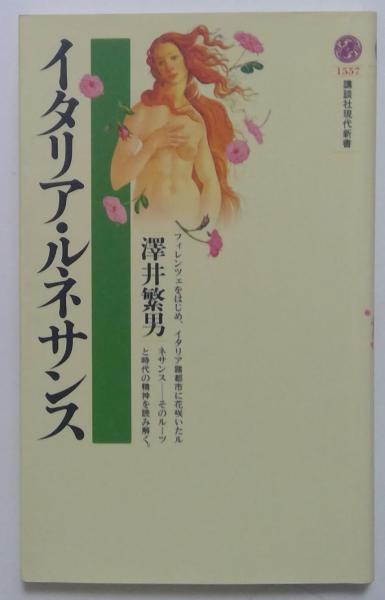 1557
講談社現代新書
イタリア・ルネサンス
澤井繁男
フィレンツェをはじめ、イタリア諸都市に花咲いたル
ネサンス——そのルーツ
と時代の精神を読み解く。